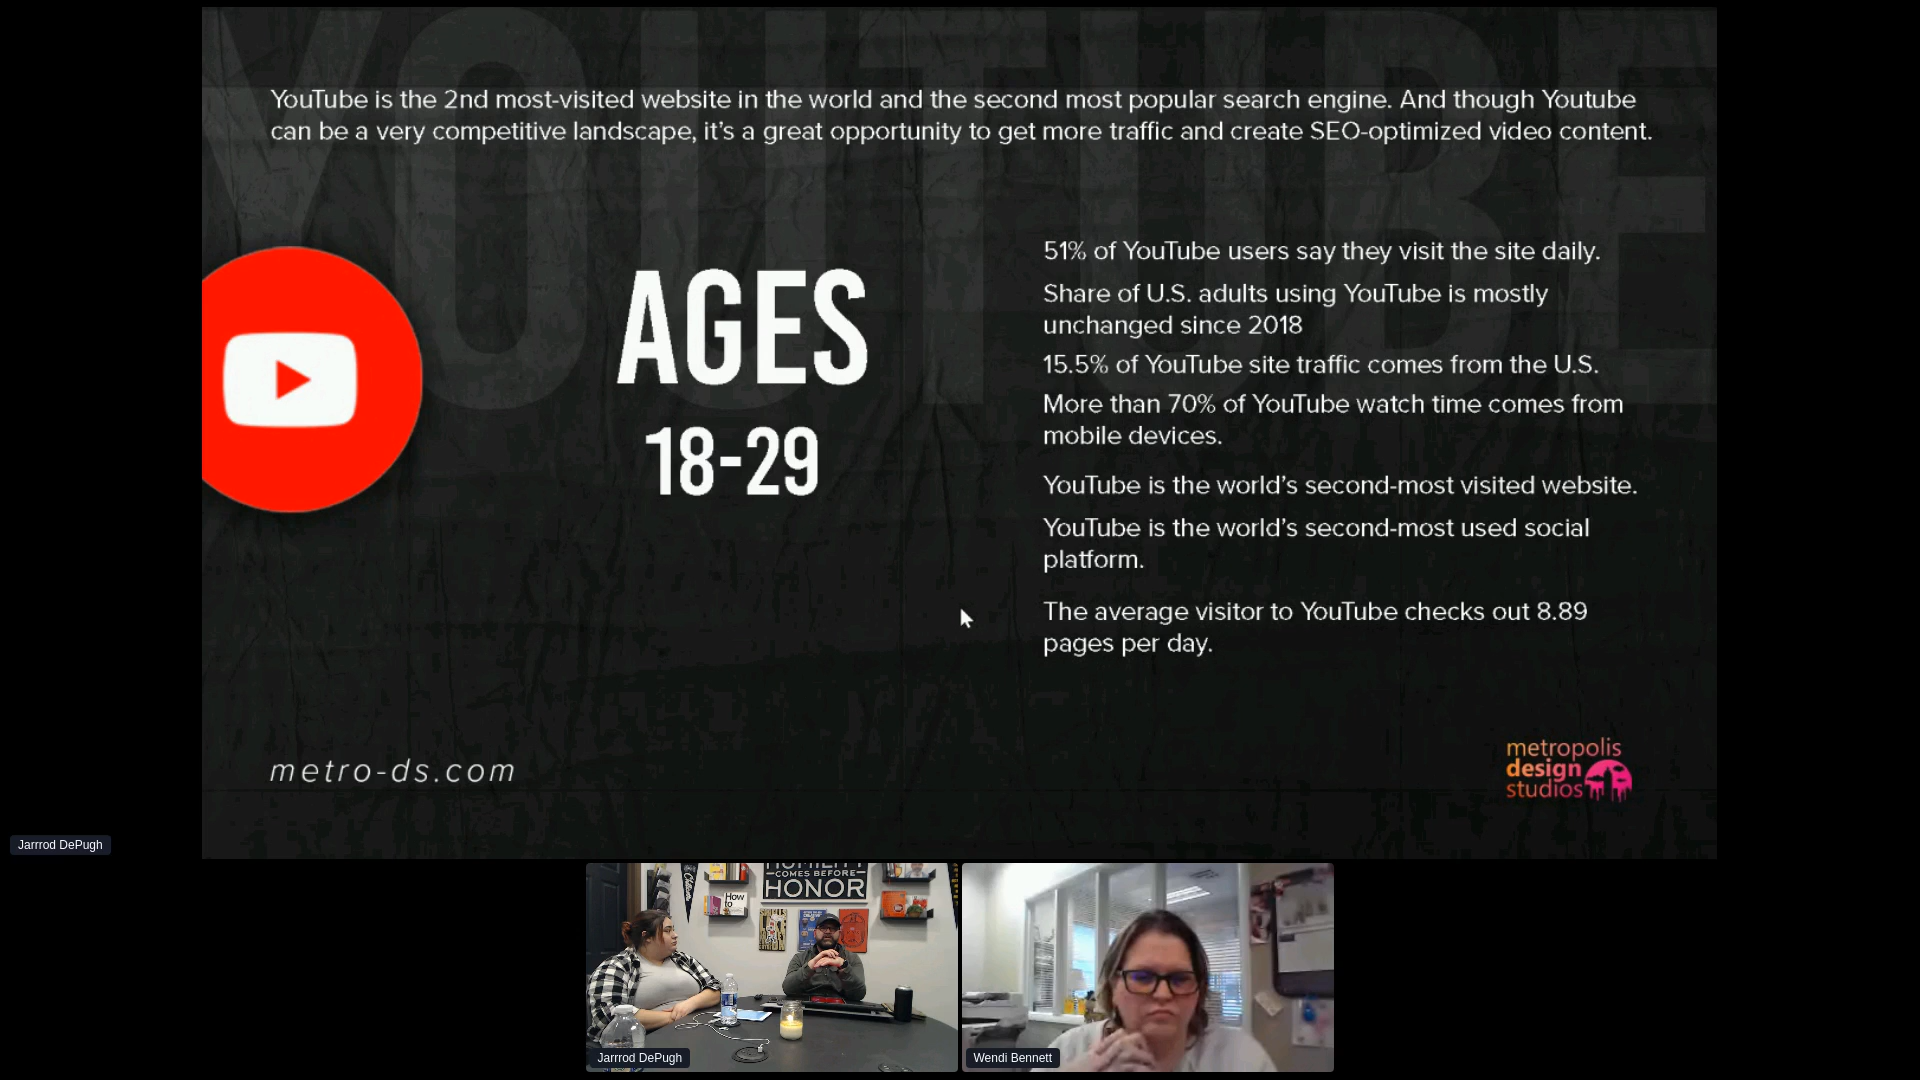 YOUTUBE
YouTube is the 2nd most-visited website in the world and the second most popular search engine. And though Youtube
can be a very competitive landscape, it’s a great opportunity to get more traffic and create SEO-optimized video content.
AGES
18-29
51% of YouTube users say they visit the site daily.
Share of U.S. adults using YouTube is mostly
unchanged since 2018
15.5% of YouTube site traffic comes from the U.S.
More than 70% of YouTube watch time comes from
mobile devices.
YouTube is the world’s second-most visited website.
YouTube is the world’s second-most used social
platform.
The average visitor to YouTube checks out 8.89
pages per day.
metro-ds.com
metropolis
design
studios
Jarrrod DePugh
HUMILITY
COMES BEFORE
HONOR
How
to
Jarrrod DePugh
Wendi Bennett